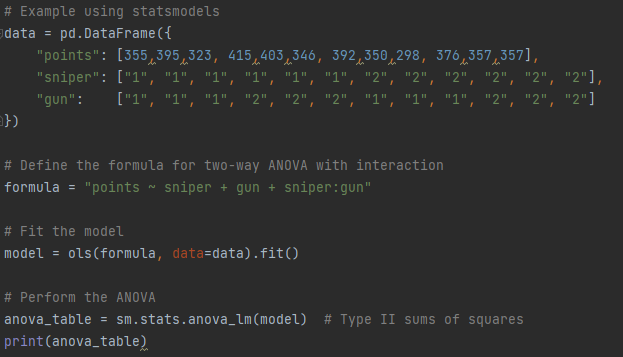 # Example using statsmodels
data = pd.DataFrame({
    "points": [355,395,323, 415,403,346, 392,350,298, 376,357,357],
    "sniper": ["1", "1", "1", "1", "1", "1", "2", "2", "2", "2", "2", "2"],
    "gun":    ["1", "1", "1", "2", "2", "2", "1", "1", "1", "2", "2", "2"]
})
# Define the formula for two-way ANOVA with interaction
formula = "points ~ sniper + gun + sniper:gun"
# Fit the model
model = ols(formula, data=data).fit()
# Perform the ANOVA
anova_table = sm.stats.anova_lm(model)  # Type II sums of squares
print(anova_table)